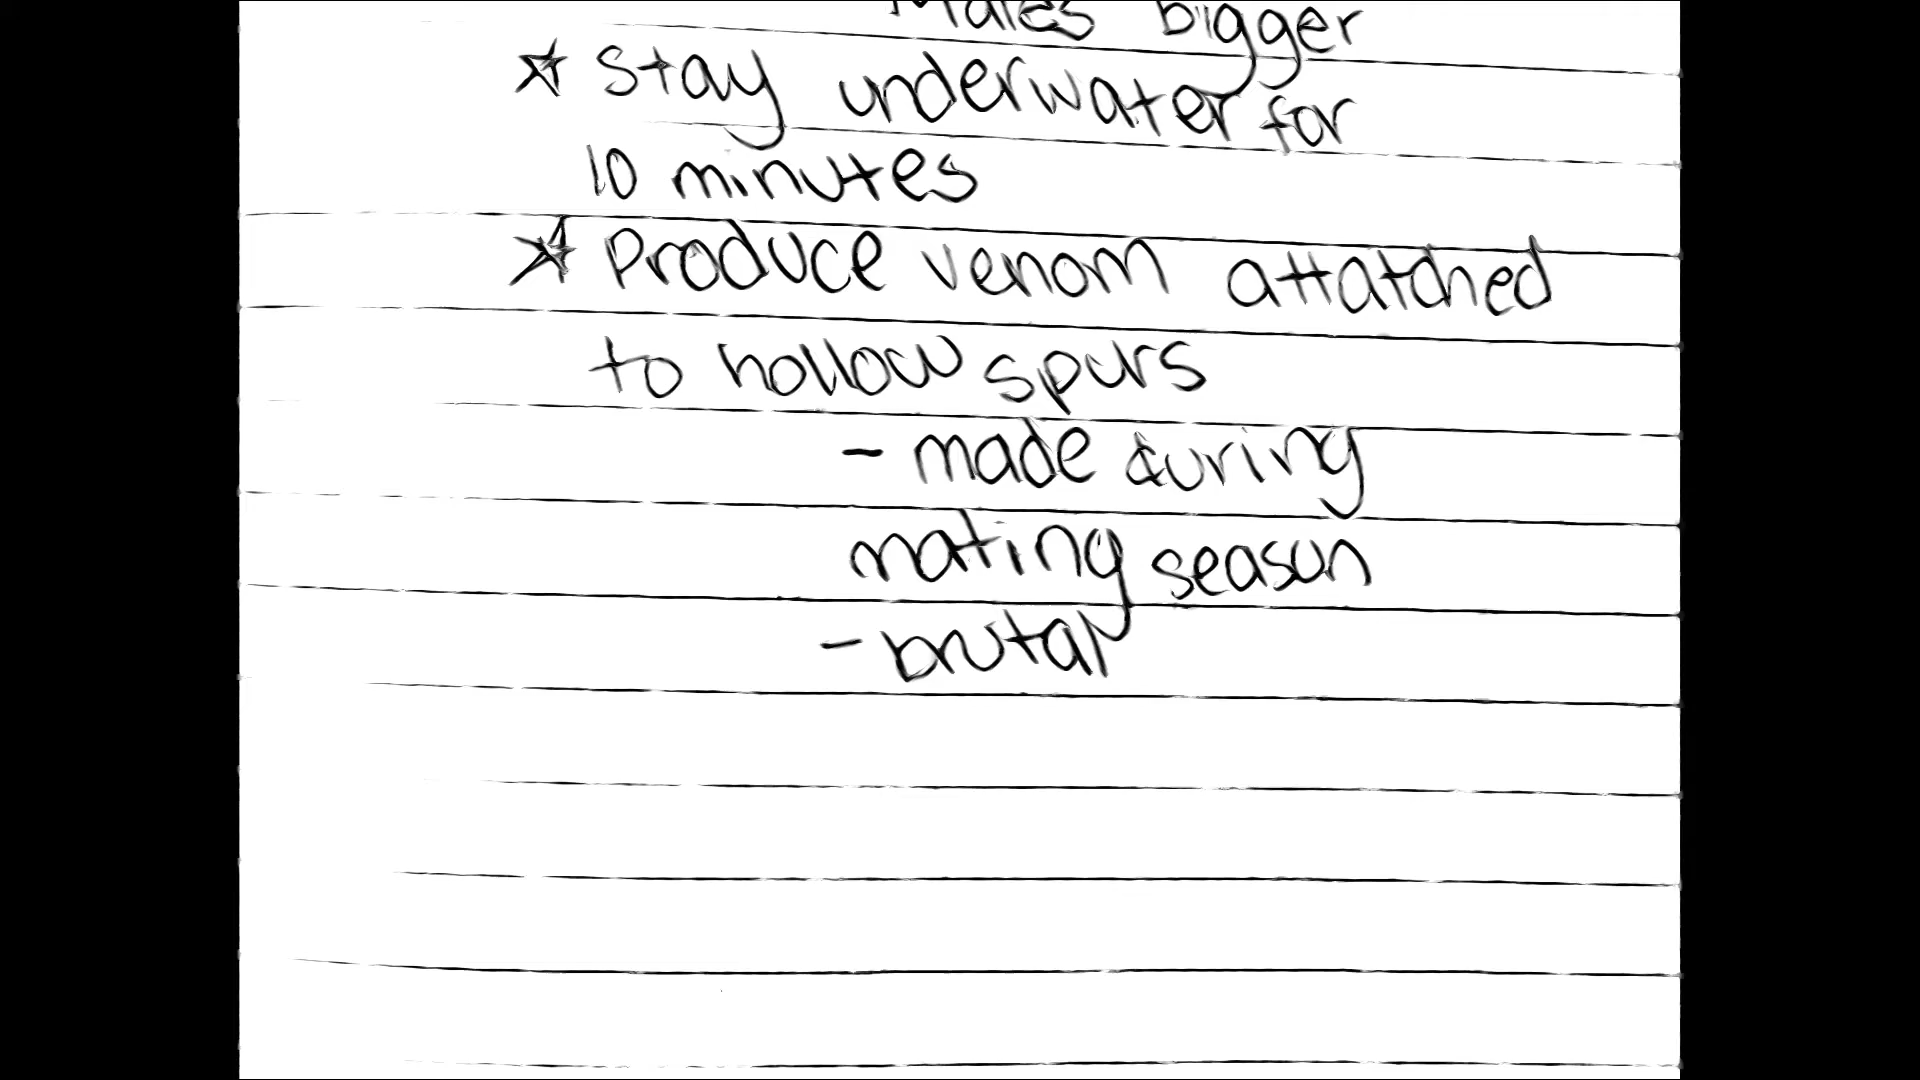 Males bigger
☆ stay underwater for
10 minutes
☆ Produce venom attatched
to hollow spurs
- made during
mating season
- brutal